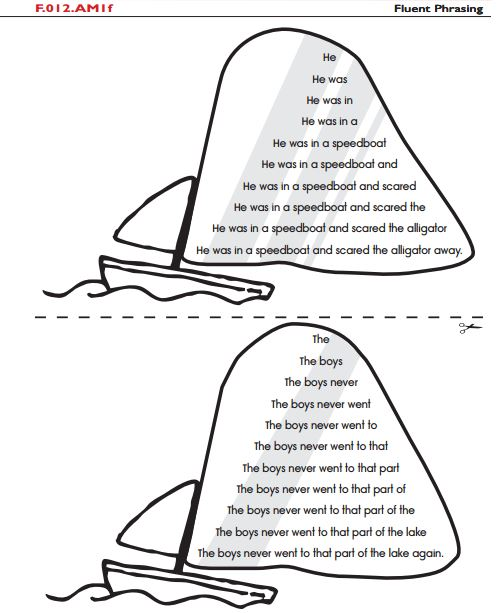 F.012.AM1f
Fluent Phrasing
He
He was
He was in
He was in a
He was in a speedboat
He was in a speedboat and
He was in a speedboat and scared
He was in a speedboat and scared the
He was in a speedboat and scared the alligator
He was in a speedboat and scared the alligator away.
The
The boys
The boys never
The boys never went
The boys never went to
The boys never went to that
The boys never went to that part
The boys never went to that part of
The boys never went to that part of the
The boys never went to that part of the lake
The boys never went to that part of the lake again.